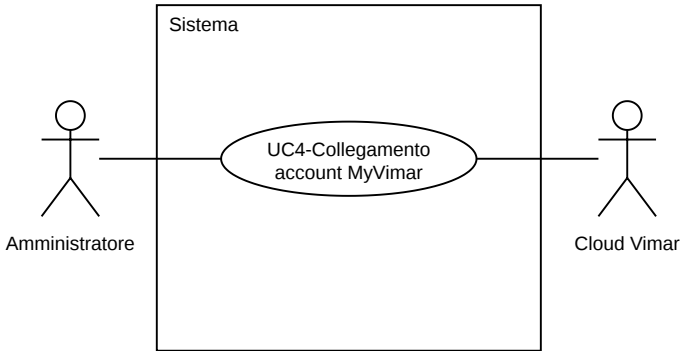 Sistema
UC4-Collegamento
account MyVimar
Amministratore
Cloud Vimar